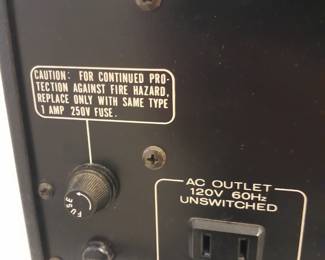 CAUTION: FOR CONTINUED PRO-
TECTION AGAINST FIRE HAZARD,
REPLACE ONLY WITH SAME TYPE
1 AMP 250V FUSE.
FUSE
AC OUTLET
120V 60Hz
UNSWITCHED